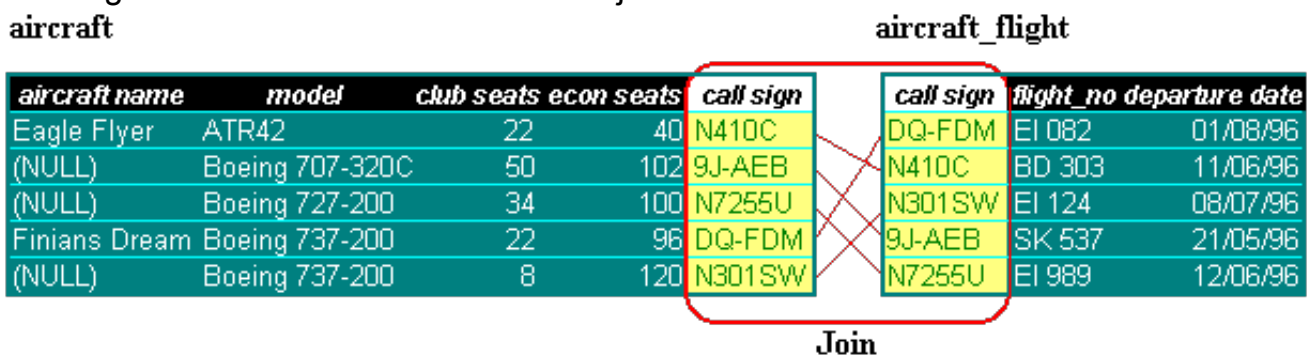 aircraft aircraft_flight
aircraft name model club seats econ seats call sign call sign flight_no departure date
Eagle Flyer ATR42 22 40 N410C DQ-FDM EI 082 01/08/96
(NULL) Boeing 707-320C 50 102 9J-AEB N410C BD 303 11/06/96
(NULL) Boeing 727-200 34 100 N7255U N301SW EI 124 08/07/96
Finians Dream Boeing 737-200 22 96 DQ-FDM 9J-AEB SK 537 21/05/96
(NULL) Boeing 737-200 8 120 N301SW N7255U EI 989 12/06/96
Join